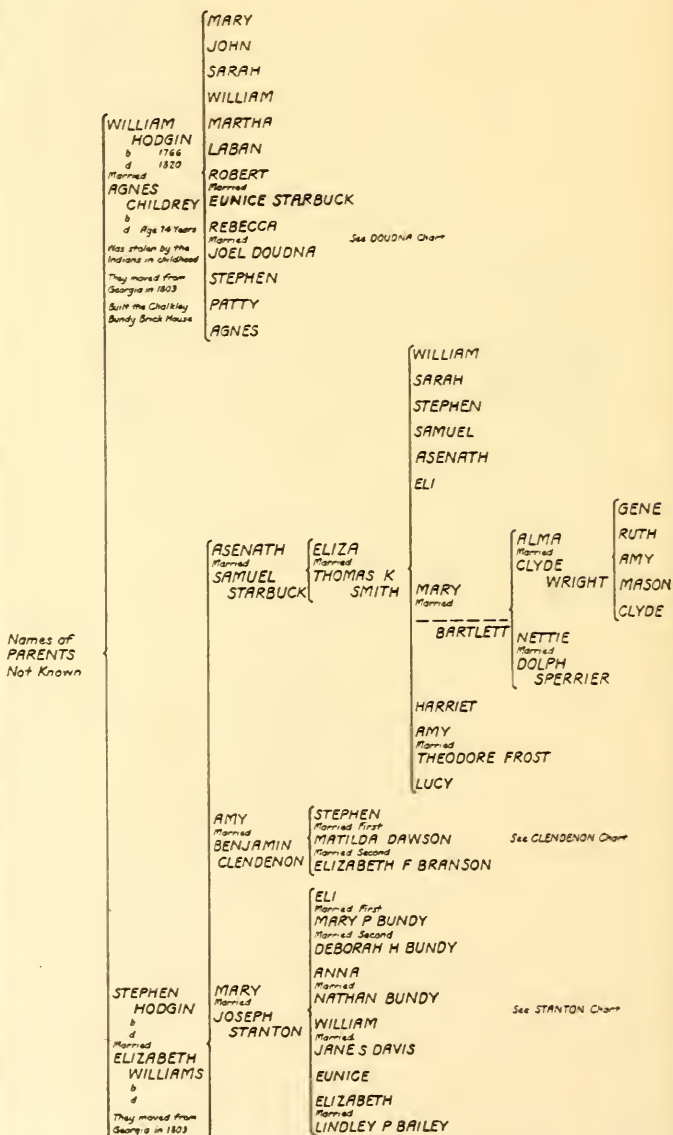 Names of
PARENTS
Not Known
WILLIAM
HODGIN
b 1766
d 1820
Married
AGNES
CHILDREY
b
d Age 74 Years
Was stolen by the
Indians in childhood
They moved from
Georgia in 1803
Built the Chalkley
Bundy Brick House
MARY
JOHN
SARAH
WILLIAM
MARTHA
LABAN
ROBERT
Married
EUNICE STARBUCK
REBECCA
Married
JOEL DOUDNA
See DOUDNA Chart
STEPHEN
PATTY
AGNES
STEPHEN
HODGIN
b
d
Married
ELIZABETH
WILLIAMS
b
d
They moved from
Georgia in 1803
ASENATH
Married
SAMUEL
STARBUCK
ELIZA
Married
THOMAS K
SMITH
WILLIAM
SARAH
STEPHEN
SAMUEL
ASENATH
ELI
MARY
Married
BARTLETT
ALMA
Married
CLYDE
WRIGHT
GENE
RUTH
AMY
MASON
CLYDE
NETTIE
Married
DOLPH
SPERRIER
HARRIET
AMY
Married
THEODORE FROST
LUCY
AMY
Married
BENJAMIN
CLENDENON
STEPHEN
Married First
MATILDA DAWSON
Married Second
ELIZABETH F BRANSON
See CLENDENON Chart
MARY
Married
JOSEPH
STANTON
ELI
Married First
MARY P BUNDY
Married Second
DEBORAH H BUNDY
ANNA
Married
NATHAN BUNDY
WILLIAM
Married
JANE S DAVIS
EUNICE
ELIZABETH
Married
LINDLEY P BAILEY
See STANTON Chart